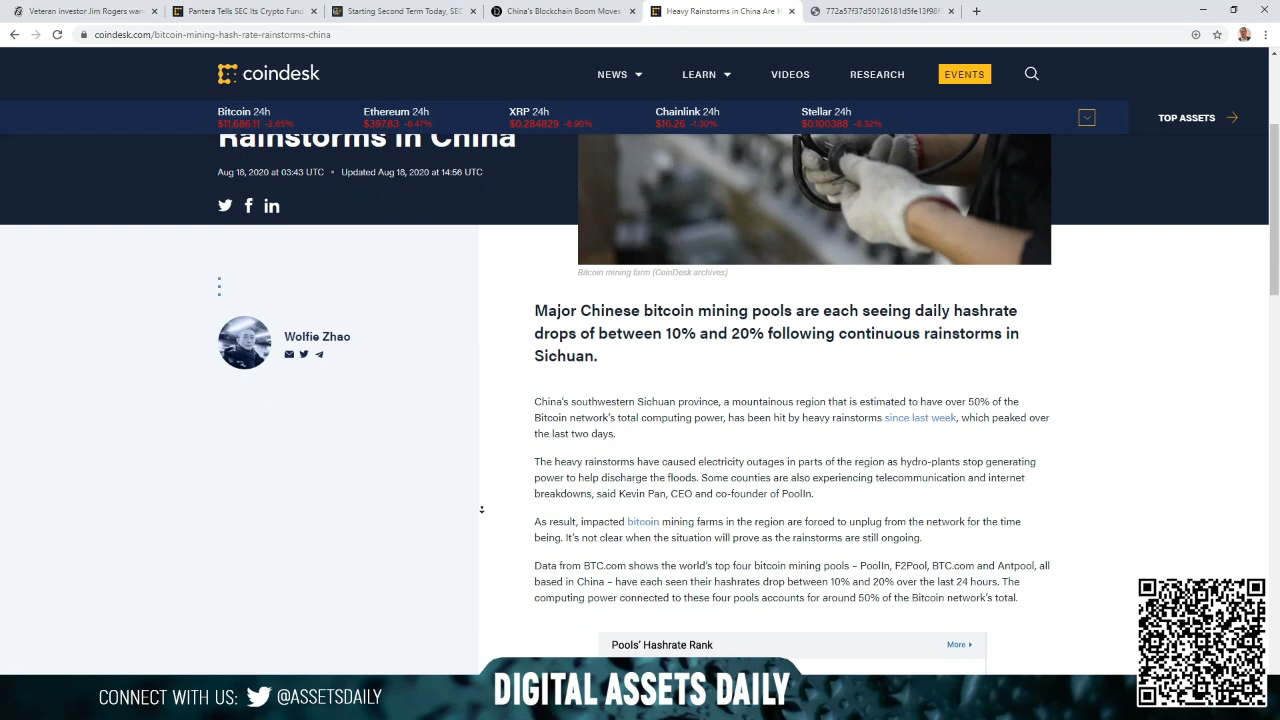 Veteran investor Jim Rogers war
Pantera Tells SEC Its Crypto Fund
Starting Second Term Today, SEC
China's Blockchain Boom Moves
Heavy Rainstorms in China Are H
772a57f37d50126181d5fe13f98f
coindesk.com/bitcoin-mining-hash-rate-rainstorms-china
coindesk
NEWS
LEARN
VIDEOS
RESEARCH
EVENTS
Bitcoin 24h
$11,686.11 -2.65%
Ethereum 24h
$397.83 -6.47%
XRP 24h
$0.284829 -6.90%
Chainlink 24h
$16.26 -1.30%
Stellar 24h
TOP ASSETS
Rainstorms in China
Aug 18, 2020 at 03:43 UTC • Updated Aug 18, 2020 at 14:56 UTC
Bitcoin mining farm (CoinDesk archives)
Wolfie Zhao
Major Chinese bitcoin mining pools are each seeing daily hashrate
drops of between 10% and 20% following continuous rainstorms in
Sichuan.
China's southwestern Sichuan province, a mountainous region that is estimated to have over 50% of the
Bitcoin network's total computing power, has been hit by heavy rainstorms since last week, which peaked over
the last two days.
The heavy rainstorms have caused electricity outages in parts of the region as hydro-plants stop generating
power to help discharge the floods. Some counties are also experiencing telecommunication and internet
breakdowns, said Kevin Pan, CEO and co-founder of PoolIn.
As result, impacted bitcoin mining farms in the region are forced to unplug from the network for the time
being. It's not clear when the situation will prove as the rainstorms are still ongoing.
Data from BTC.com shows the world's top four bitcoin mining pools – PoolIn, F2Pool, BTC.com and Antpool, all
based in China – have each seen their hashrates drop between 10% and 20% over the last 24 hours. The
computing power connected to these four pools accounts for around 50% of the Bitcoin network's total.
Pools' Hashrate Rank
More
CONNECT WITH US: @ASSETSDAILY
DIGITAL ASSETS DAILY